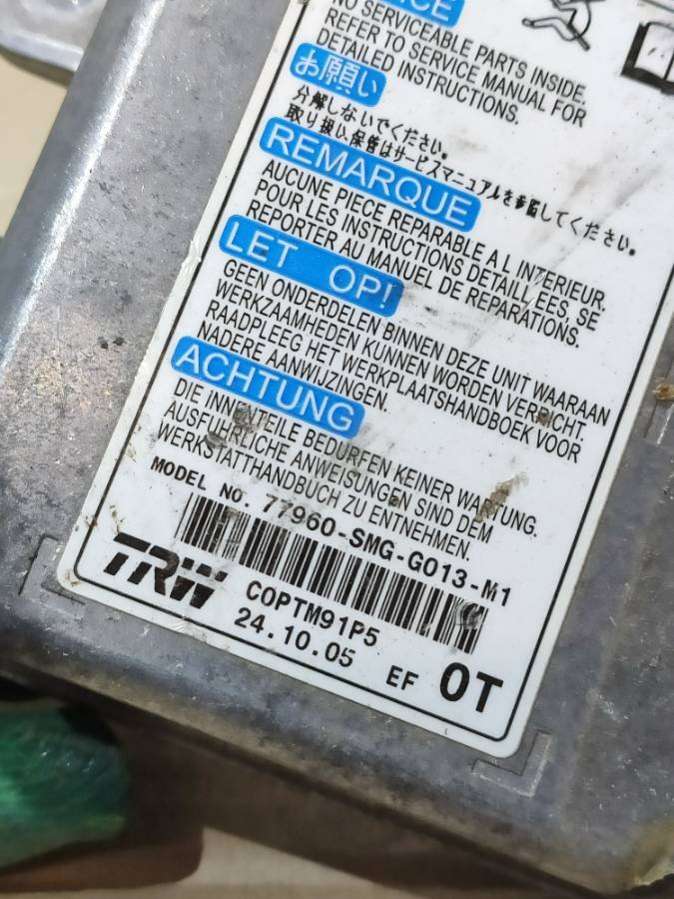 NO SERVICEABLE PARTS INSIDE.
REFER TO SERVICE MANUAL FOR
DETAILED INSTRUCTIONS.
お願い
分解しないでください。
取り扱い、保管はサービスマニュアルを参照してください。
REMARQUE
AUCUNE PIECE REPARABLE A L INTERIEUR.
POUR LES INSTRUCTIONS DETAILLEES, SE
REPORTER AU MANUEL DE REPARATIONS.
LET OP!
GEEN ONDERDELEN BINNEN DEZE UNIT WAARAAN
WERKZAAMHEDEN KUNNEN WORDEN VERRICHT.
RAADPLEEG HET WERKPLAATSHANDBOEK VOOR
NADERE AANWIJZINGEN.
ACHTUNG
DIE INNENTEILE BEDURFEN KEINER WARTUNG.
AUSFUHRLICHE ANWEISUNGEN SIND DEM
WERKSTATTHANDBUCH ZU ENTNEHMEN.
MODEL NO. 77960-SMG-G013-M1
TRW
C0PTM91P5
24.10.05 EF 0T